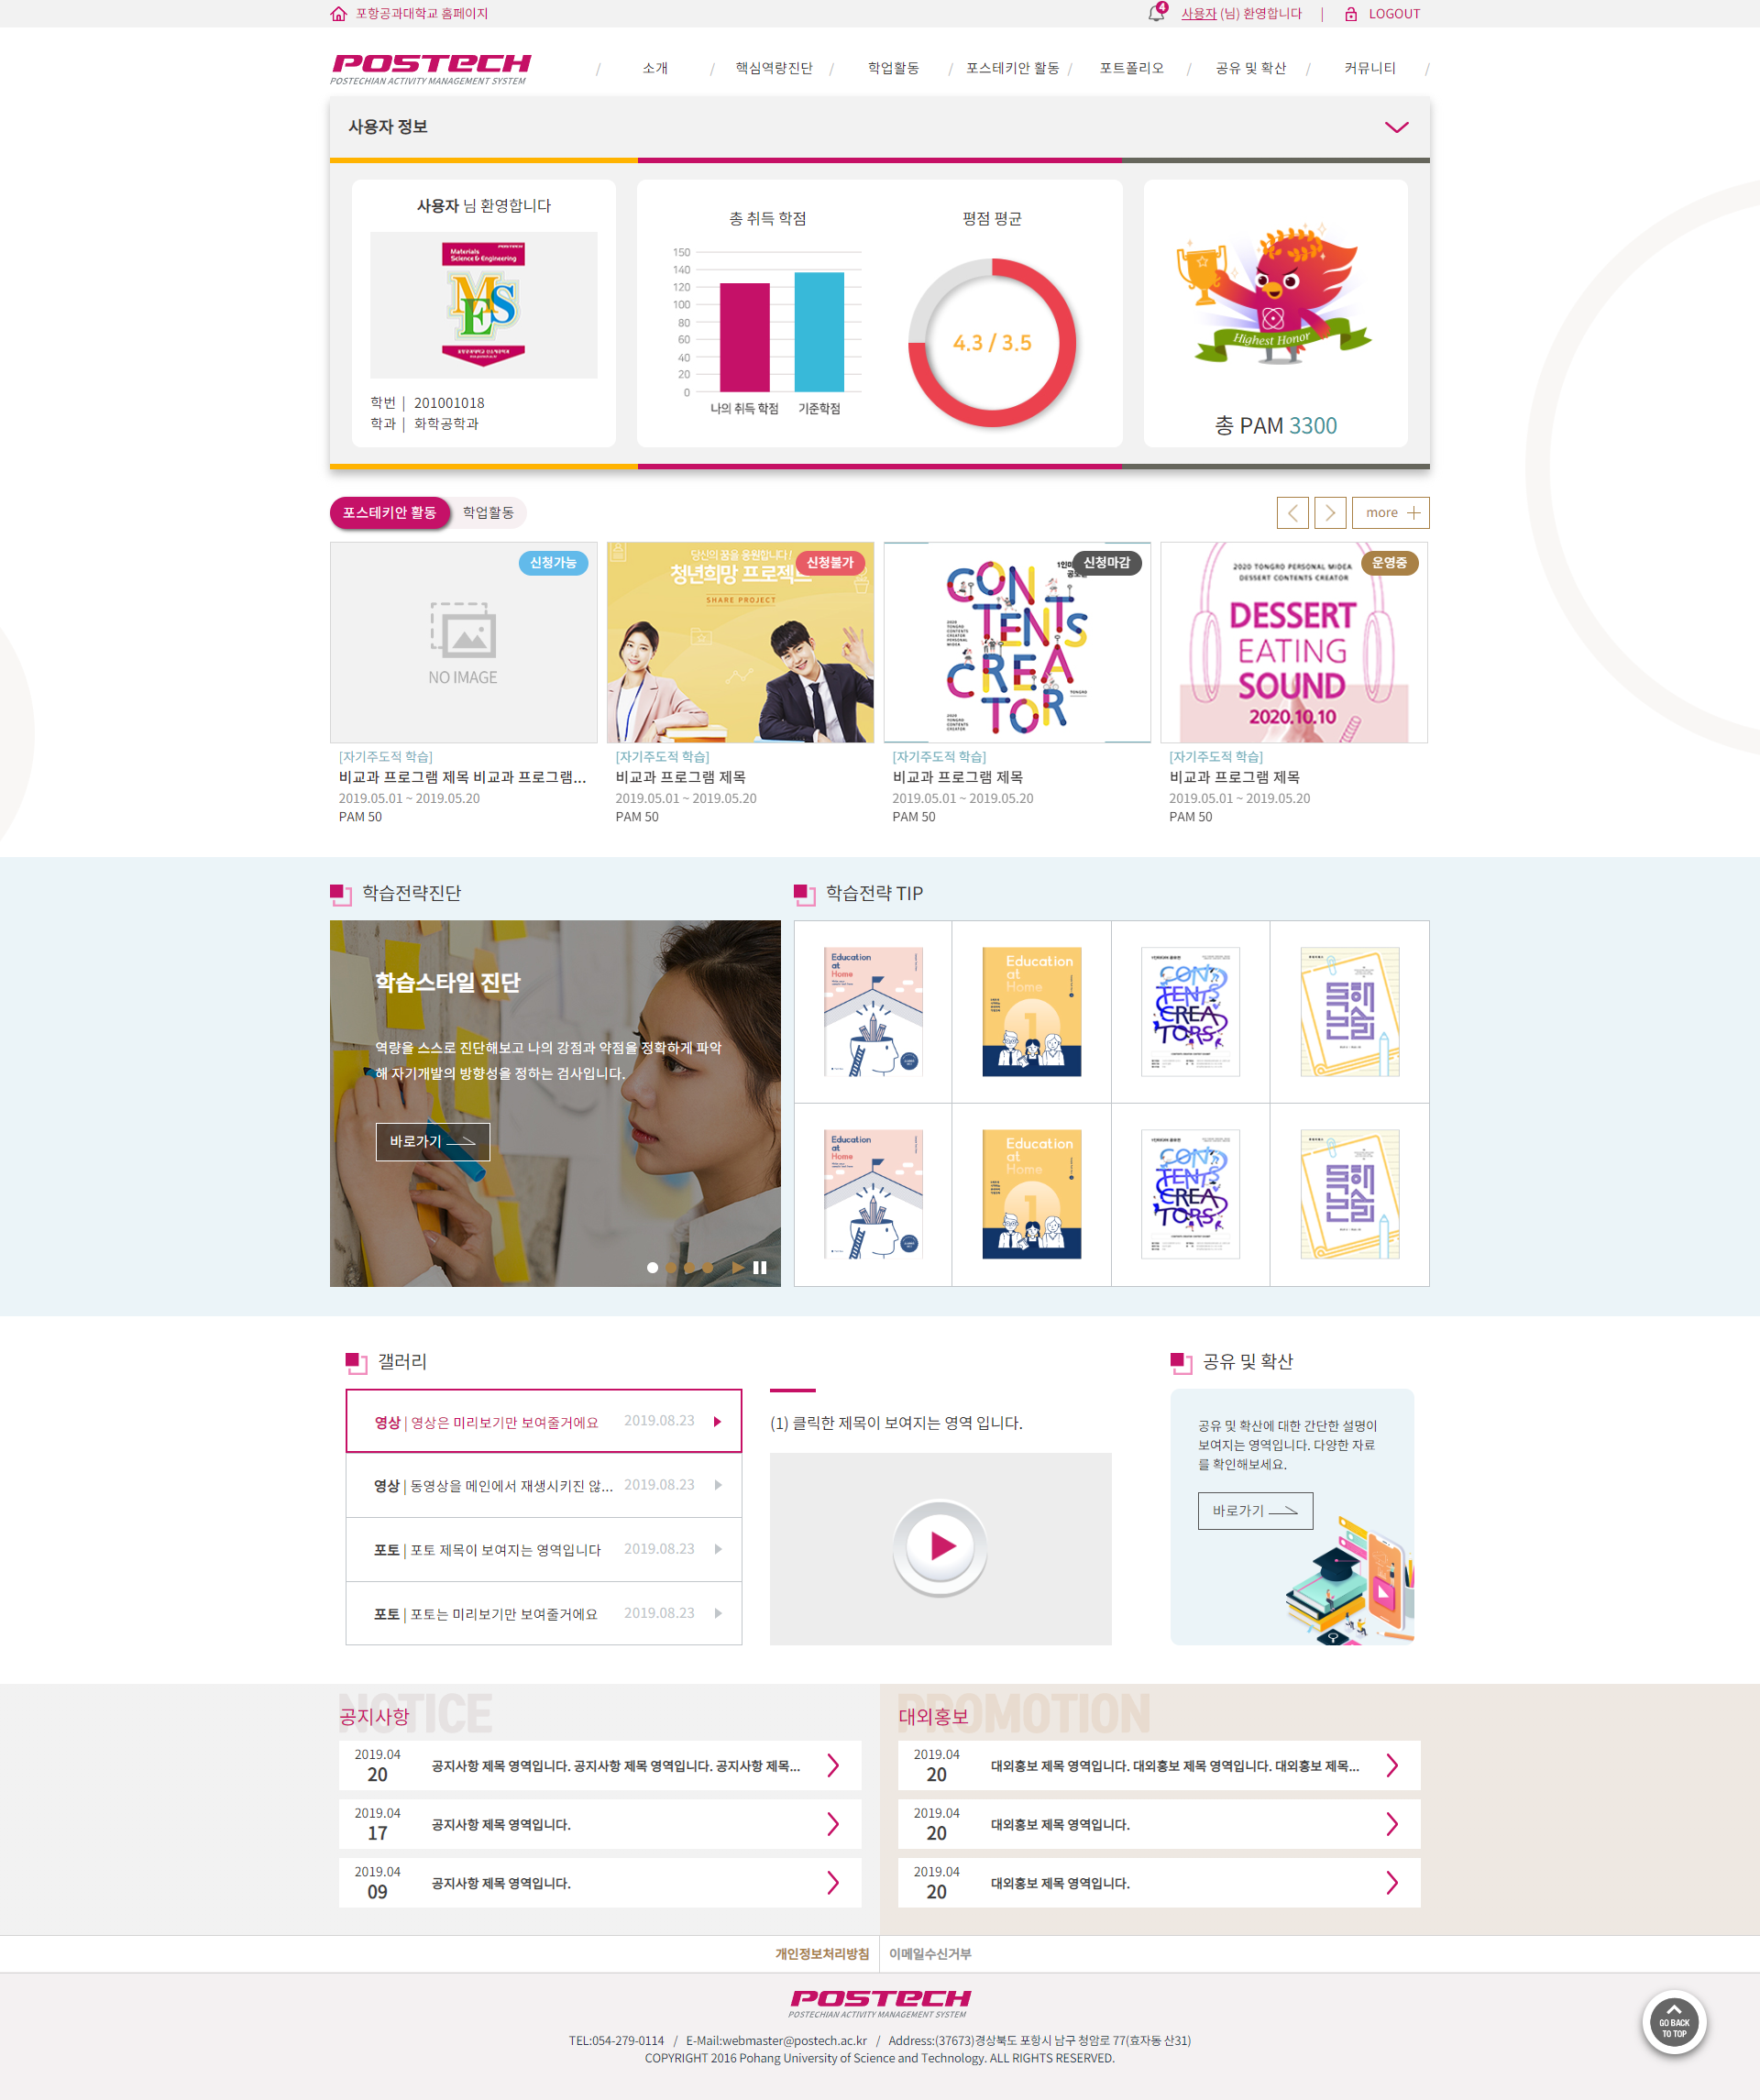 포항공과대학교 홈페이지
4
사용자 (님) 환영합니다 | LOGOUT
POSTECH
POSTECHIAN ACTIVITY MANAGEMENT SYSTEM
/ 소개 / 핵심역량진단 / 학업활동 / 포스테키안 활동 / 포트폴리오 / 공유 및 확산 / 커뮤니티 /
사용자 정보
사용자 님 환영합니다
POSTECH
Materials
Science & Engineering
MES
학번 | 201001018
학과 | 화학공학과
총 취득 학점
150
140
120
100
80
60
40
20
0
나의 취득 학점 기준학점
평점 평균
4.3 / 3.5
Highest Honor
총 PAM 3300
포스테키안 활동 학업활동
more
신청가능
NO IMAGE
[자기주도적 학습]
비교과 프로그램 제목 비교과 프로그램...
2019.05.01 ~ 2019.05.20
PAM 50
신청불가
당신의 꿈을 응원합니다!
청년희망 프로젝트
SHARE PROJECT
[자기주도적 학습]
비교과 프로그램 제목
2019.05.01 ~ 2019.05.20
PAM 50
신청마감
CONTENTS
CREATOR
2020
TONGRO
CONTENTS
CREATOR
PERSONAL
MIDEA
TONGRO
2020
TONGRO
CONTENTS
CREATOR
[자기주도적 학습]
비교과 프로그램 제목
2019.05.01 ~ 2019.05.20
PAM 50
운영중
2020 TONGRO PERSONAL MIDEA
DESSERT CONTENTS CREATOR
DESSERT
EATING
SOUND
2020.10.10
[자기주도적 학습]
비교과 프로그램 제목
2019.05.01 ~ 2019.05.20
PAM 50
학습전략진단
학습스타일 진단
역량을 스스로 진단해보고 나의 강점과 약점을 정확하게 파악
해 자기개발의 방향성을 정하는 검사입니다.
바로가기
학습전략 TIP
Education
at
Home
Education
at
Home
1
CONTENTS
CREATORS
독해
논술
Education
at
Home
Education
at
Home
1
CONTENTS
CREATORS
독해
논술
갤러리
영상 | 영상은 미리보기만 보여줄거에요 2019.08.23
영상 | 동영상을 메인에서 재생시키진 않... 2019.08.23
포토 | 포토 제목이 보여지는 영역입니다 2019.08.23
포토 | 포토는 미리보기만 보여줄거에요 2019.08.23
(1) 클릭한 제목이 보여지는 영역 입니다.
공유 및 확산
공유 및 확산에 대한 간단한 설명이
보여지는 영역입니다. 다양한 자료
를 확인해보세요.
바로가기
NOTICE
공지사항
2019.04
20
공지사항 제목 영역입니다. 공지사항 제목 영역입니다. 공지사항 제목...
2019.04
17
공지사항 제목 영역입니다.
2019.04
09
공지사항 제목 영역입니다.
PROMOTION
대외홍보
2019.04
20
대외홍보 제목 영역입니다. 대외홍보 제목 영역입니다. 대외홍보 제목...
2019.04
20
대외홍보 제목 영역입니다.
2019.04
20
대외홍보 제목 영역입니다.
개인정보처리방침 이메일수신거부
POSTECH
POSTECHIAN ACTIVITY MANAGEMENT SYSTEM
TEL:054-279-0114 / E-Mail:webmaster@postech.ac.kr / Address:(37673)경상북도 포항시 남구 청암로 77(효자동 산31)
COPYRIGHT 2016 Pohang University of Science and Technology. ALL RIGHTS RESERVED.
GO BACK
TO TOP